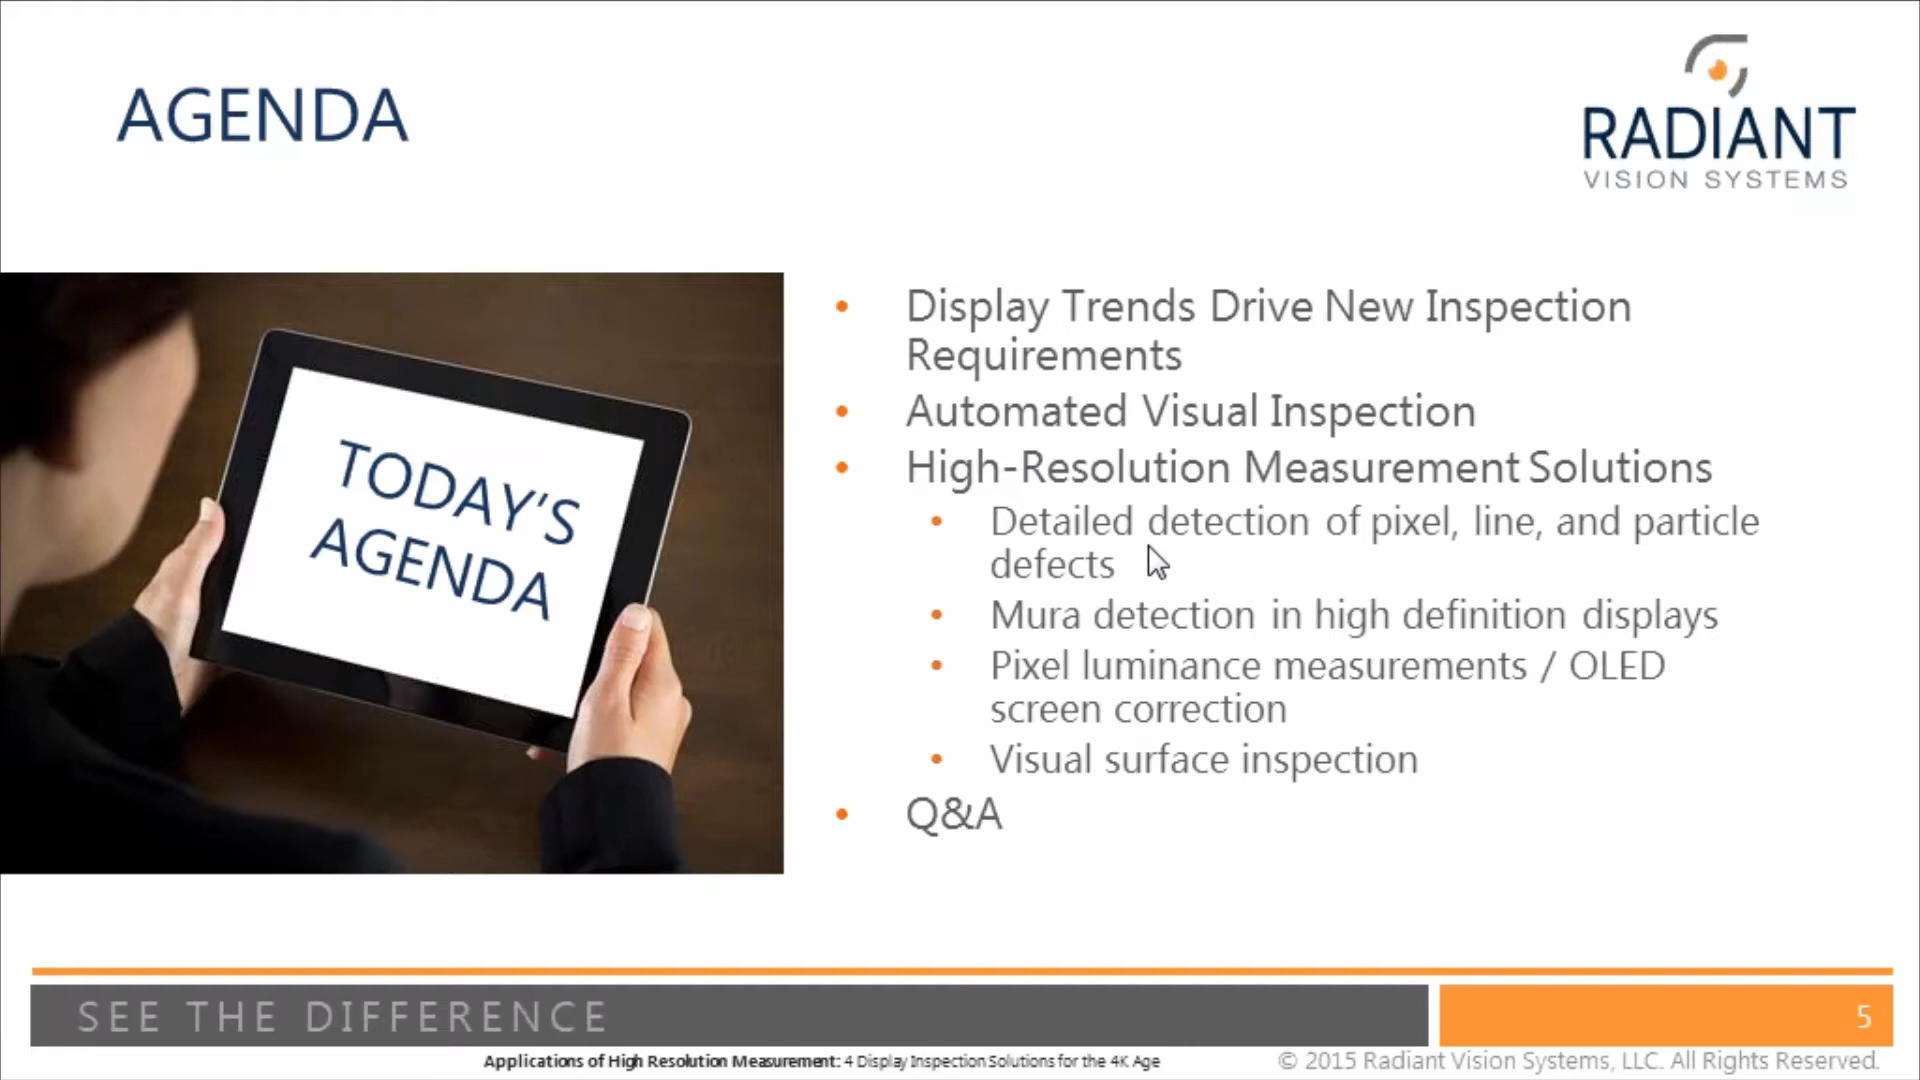 AGENDA
RADIANT
VISION SYSTEMS
TODAY'S
AGENDA
• Display Trends Drive New Inspection
Requirements
• Automated Visual Inspection
• High-Resolution Measurement Solutions
• Detailed detection of pixel, line, and particle
defects
• Mura detection in high definition displays
• Pixel luminance measurements / OLED
screen correction
• Visual surface inspection
• Q&A
SEE THE DIFFERENCE
5
Applications of High Resolution Measurement: 4 Display Inspection Solutions for the 4K Age
© 2015 Radiant Vision Systems, LLC. All Rights Reserved.